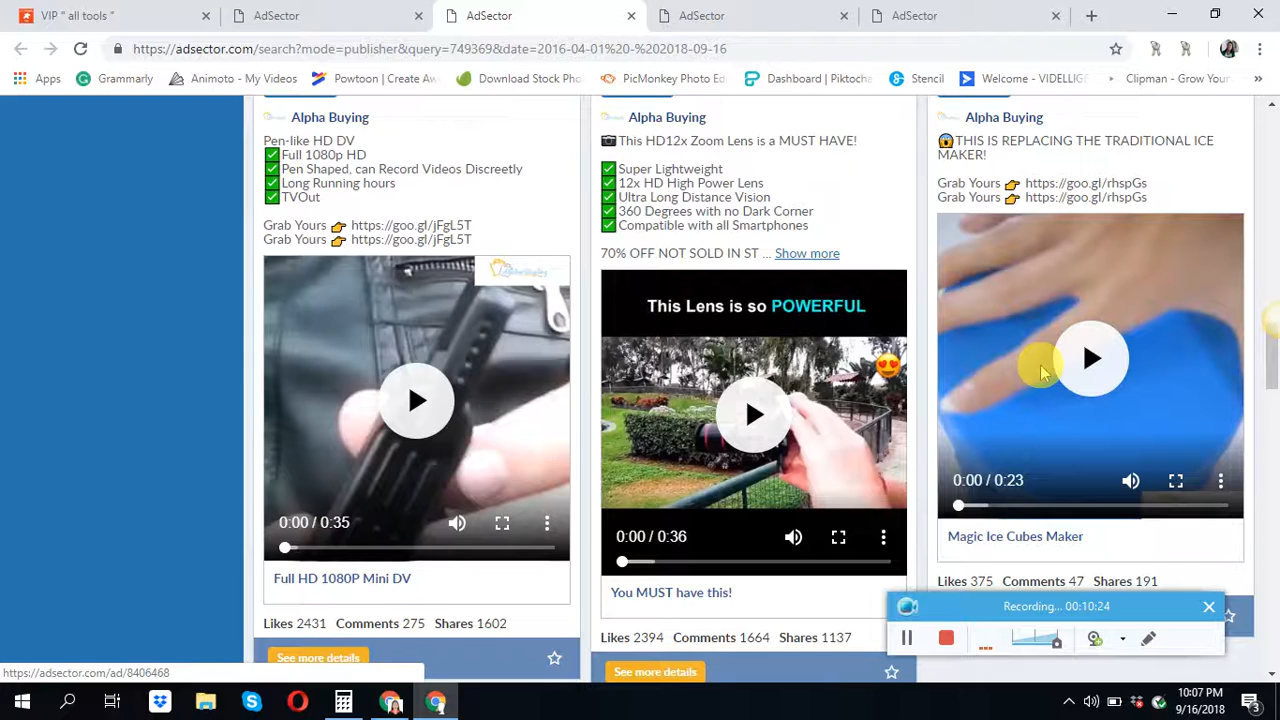 VIP " all tools "
AdSector
AdSector
AdSector
AdSector
https://adsector.com/search?mode=publisher&query=749369&date=2016-04-01%20-%202018-09-16
Apps
Grammarly
Animoto - My Videos
Powtoon | Create Aw
Download Stock Pho
PicMonkey Photo Edi
Dashboard | Piktocha
Stencil
Welcome - VIDELLIGE
Clipman - Grow Your
Alpha Buying
Pen-like HD DV
Full 1080p HD
Pen Shaped, can Record Videos Discreetly
Long Running hours
TVOut
Grab Yours 👉 https://goo.gl/jFgL5T
Grab Yours 👉 https://goo.gl/jFgL5T
0:00 / 0:35
Full HD 1080P Mini DV
Likes 2431 Comments 275 Shares 1602
See more details
Alpha Buying
📷This HD12x Zoom Lens is a MUST HAVE!
Super Lightweight
12x HD High Power Lens
Ultra Long Distance Vision
360 Degrees with no Dark Corner
Compatible with all Smartphones
70% OFF NOT SOLD IN ST ... Show more
This Lens is so POWERFUL
0:00 / 0:36
You MUST have this!
Likes 2394 Comments 1664 Shares 1137
See more details
Alpha Buying
😱THIS IS REPLACING THE TRADITIONAL ICE
MAKER!
Grab Yours 👉 https://goo.gl/rhspGs
Grab Yours 👉 https://goo.gl/rhspGs
0:00 / 0:23
Magic Ice Cubes Maker
Likes 375 Comments 47 Shares 191
Recording... 00:10:24
https://adsector.com/ad/8406468
10:07 PM
9/16/2018
3